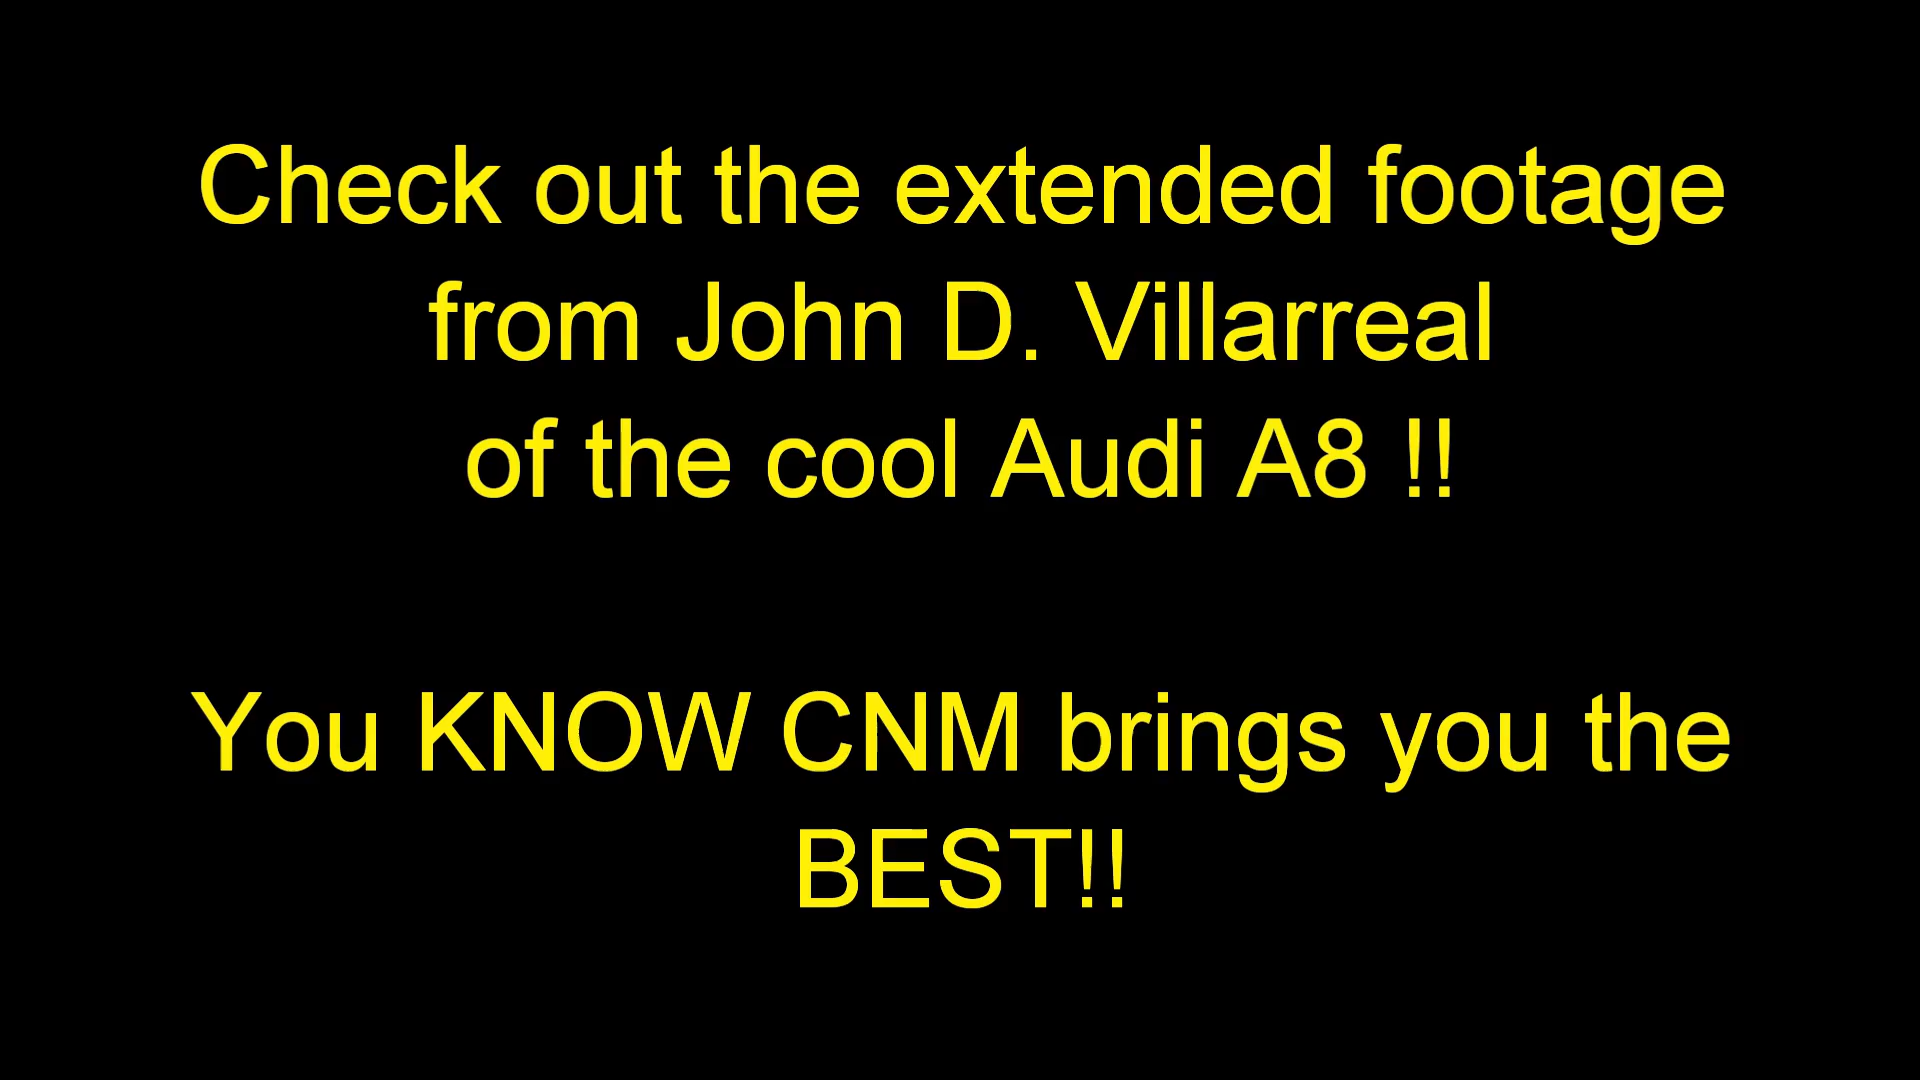 Check out the extended footage
from John D. Villarreal
of the cool Audi A8 !!
You KNOW CNM brings you the
BEST!!